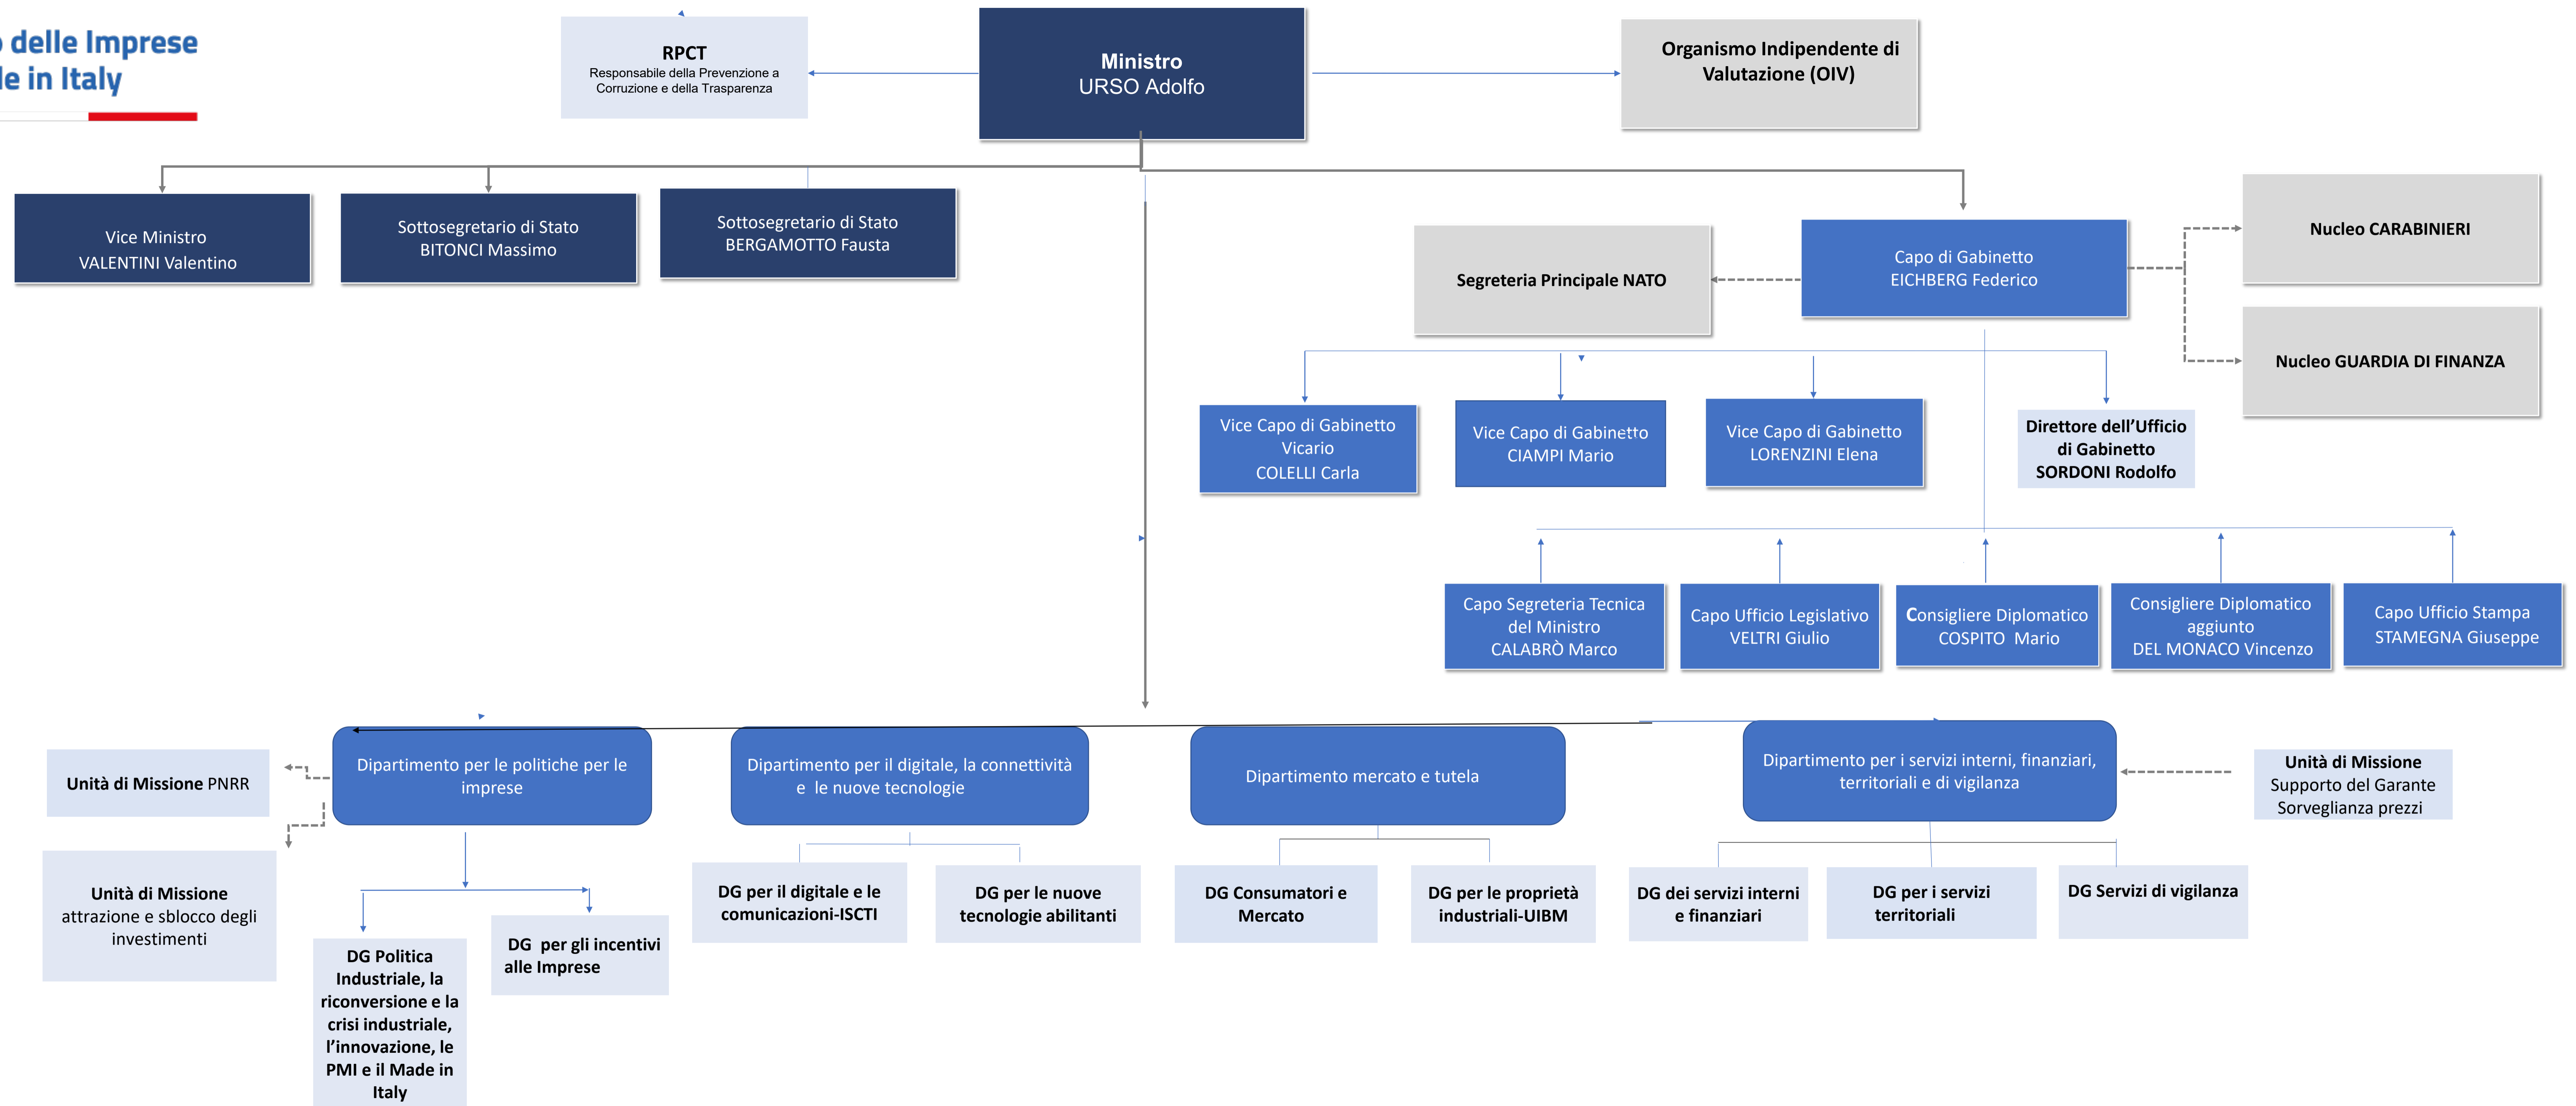 o delle Imprese
le in Italy
RPCT
Responsabile della Prevenzione a
Corruzione e della Trasparenza
Ministro
URSO Adolfo
Organismo Indipendente di
Valutazione (OIV)
Vice Ministro
VALENTINI Valentino
Sottosegretario di Stato
BITONCI Massimo
Sottosegretario di Stato
BERGAMOTTO Fausta
Segreteria Principale NATO
Capo di Gabinetto
EICHBERG Federico
Nucleo CARABINIERI
Nucleo GUARDIA DI FINANZA
Vice Capo di Gabinetto
Vicario
COLELLI Carla
Vice Capo di Gabinetto
CIAMPI Mario
Vice Capo di Gabinetto
LORENZINI Elena
Direttore dell’Ufficio
di Gabinetto
SORDONI Rodolfo
Capo Segreteria Tecnica
del Ministro
CALABRÒ Marco
Capo Ufficio Legislativo
VELTRI Giulio
Consigliere Diplomatico
COSPITO Mario
Consigliere Diplomatico
aggiunto
DEL MONACO Vincenzo
Capo Ufficio Stampa
STAMEGNA Giuseppe
Unità di Missione PNRR
Dipartimento per le politiche per le
imprese
Dipartimento per il digitale, la connettività
e le nuove tecnologie
Dipartimento mercato e tutela
Dipartimento per i servizi interni, finanziari,
territoriali e di vigilanza
Unità di Missione
Supporto del Garante
Sorveglianza prezzi
Unità di Missione
attrazione e sblocco degli
investimenti
DG Politica
Industriale, la
riconversione e la
crisi industriale,
l’innovazione, le
PMI e il Made in
Italy
DG per gli incentivi
alle Imprese
DG per il digitale e le
comunicazioni-ISCTI
DG per le nuove
tecnologie abilitanti
DG Consumatori e
Mercato
DG per le proprietà
industriali-UIBM
DG dei servizi interni
e finanziari
DG per i servizi
territoriali
DG Servizi di vigilanza